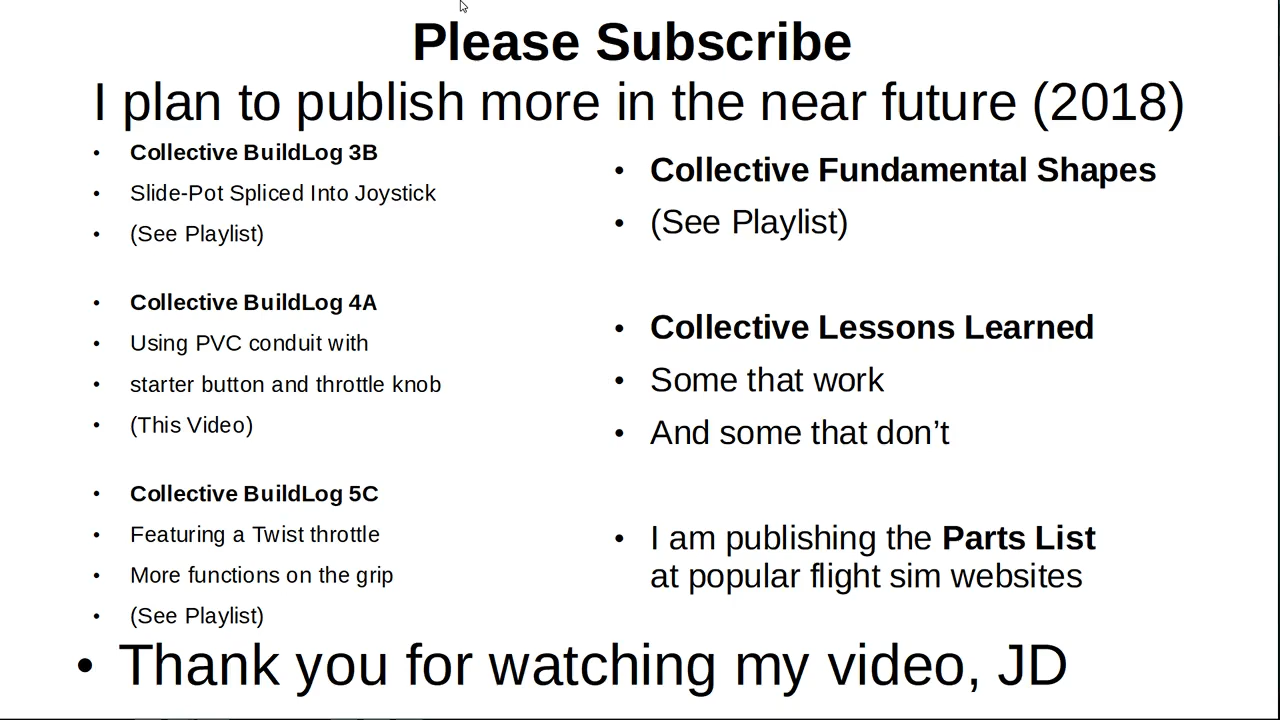 Please Subscribe
I plan to publish more in the near future (2018)
• Collective BuildLog 3B
• Slide-Pot Spliced Into Joystick
• (See Playlist)
• Collective BuildLog 4A
• Using PVC conduit with
• starter button and throttle knob
• (This Video)
• Collective BuildLog 5C
• Featuring a Twist throttle
• More functions on the grip
• (See Playlist)
• Collective Fundamental Shapes
• (See Playlist)
• Collective Lessons Learned
• Some that work
• And some that don’t
• I am publishing the Parts List
at popular flight sim websites
• Thank you for watching my video, JD